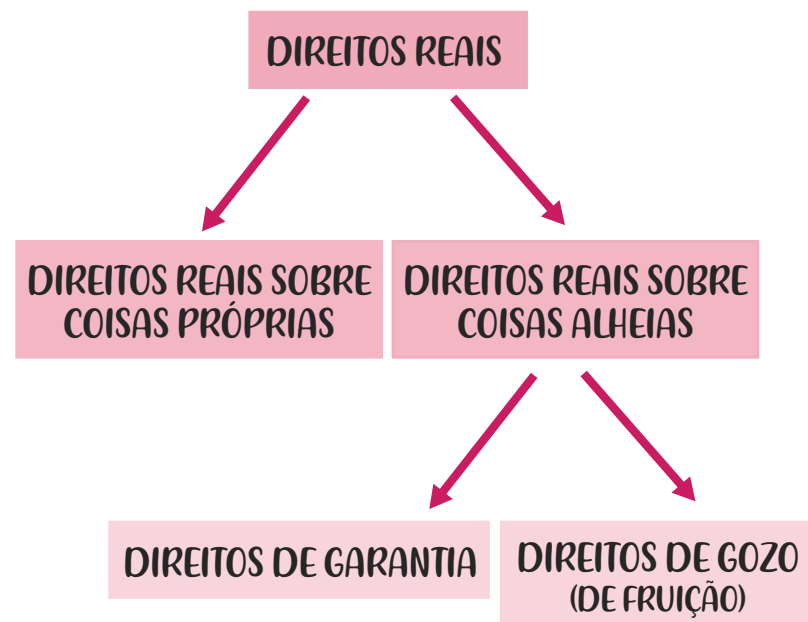 DIREITOS REAIS
DIREITOS REAIS SOBRE
COISAS PRÓPRIAS
DIREITOS REAIS SOBRE
COISAS ALHEIAS
DIREITOS DE GARANTIA
DIREITOS DE GOZO
(DE FRUIÇÃO)